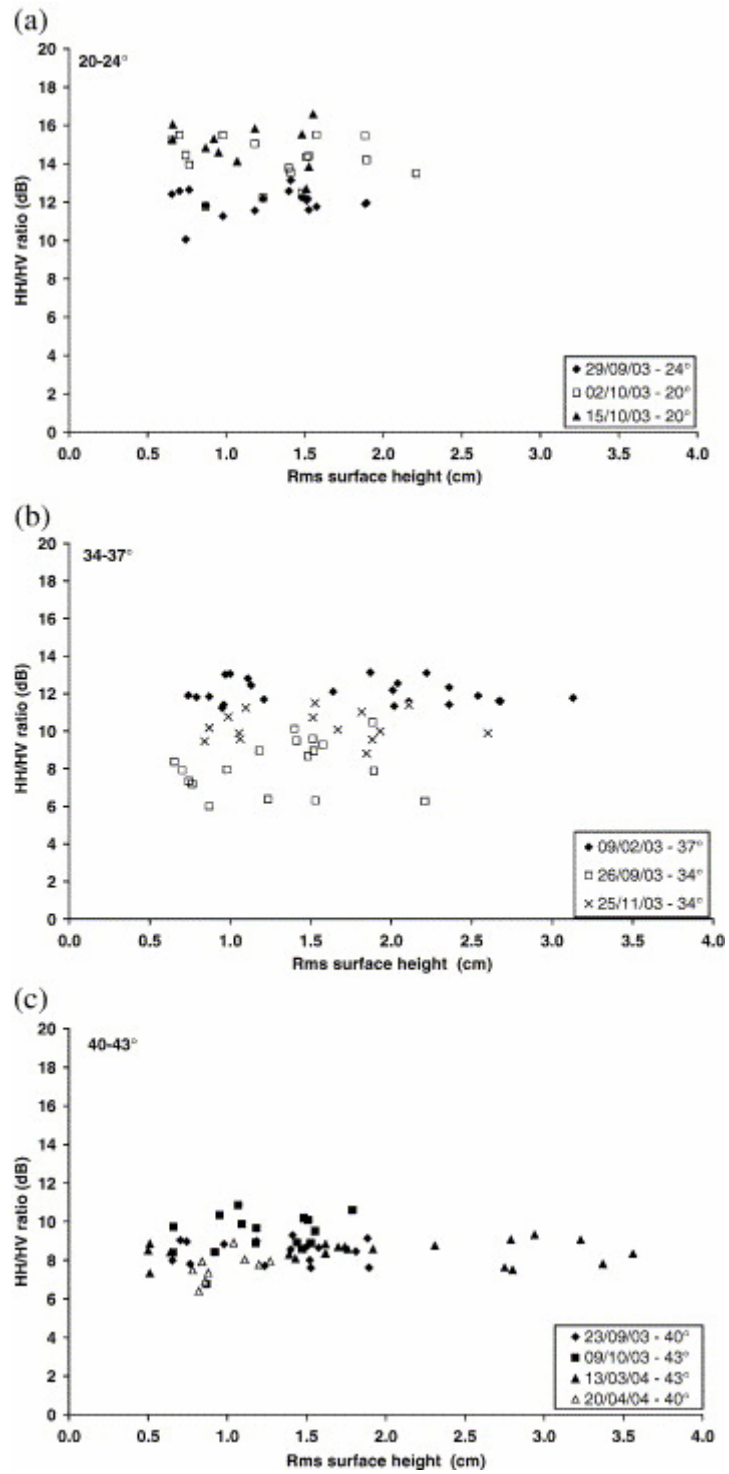 (a)
20
20-24°
18
16
14
12
10
8
6
4
2
0
HH/HV ratio (dB)
◆ 29/09/03 - 24°
□ 02/10/03 - 20°
▲ 15/10/03 - 20°
0.0 0.5 1.0 1.5 2.0 2.5 3.0 3.5 4.0
Rms surface height (cm)
(b)
20
34-37°
18
16
14
12
10
8
6
4
2
0
HH/HV ratio (dB)
◆ 09/02/03 - 37°
□ 26/09/03 - 34°
× 25/11/03 - 34°
0.0 0.5 1.0 1.5 2.0 2.5 3.0 3.5 4.0
Rms surface height (cm)
(c)
20
40-43°
18
16
14
12
10
8
6
4
2
0
HH/HV ratio (dB)
◆ 23/09/03 - 40°
■ 09/10/03 - 43°
▲ 13/03/04 - 43°
△ 20/04/04 - 40°
0.0 0.5 1.0 1.5 2.0 2.5 3.0 3.5 4.0
Rms surface height (cm)